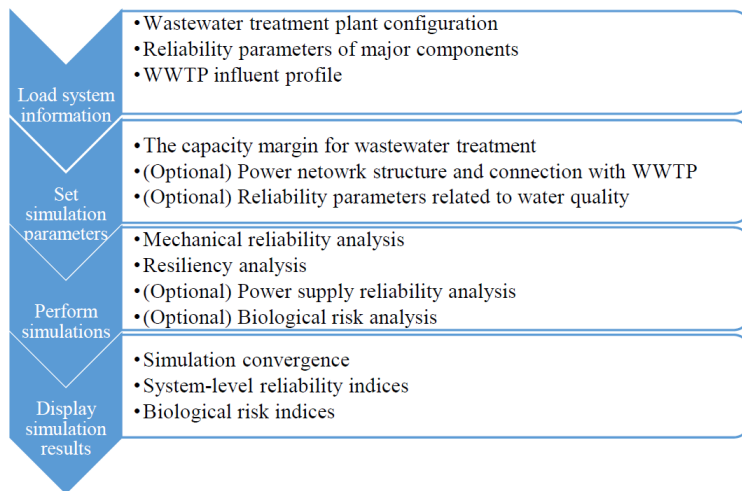 Load system
information
•Wastewater treatment plant configuration
•Reliability parameters of major components
•WWTP influent profile
Set
simulation
parameters
•The capacity margin for wastewater treatment
•(Optional) Power netowrk structure and connection with WWTP
•(Optional) Reliability parameters related to water quality
Perform
simulations
•Mechanical reliability analysis
•Resiliency analysis
•(Optional) Power supply reliability analysis
•(Optional) Biological risk analysis
Display
simulation
results
•Simulation convergence
•System-level reliability indices
•Biological risk indices